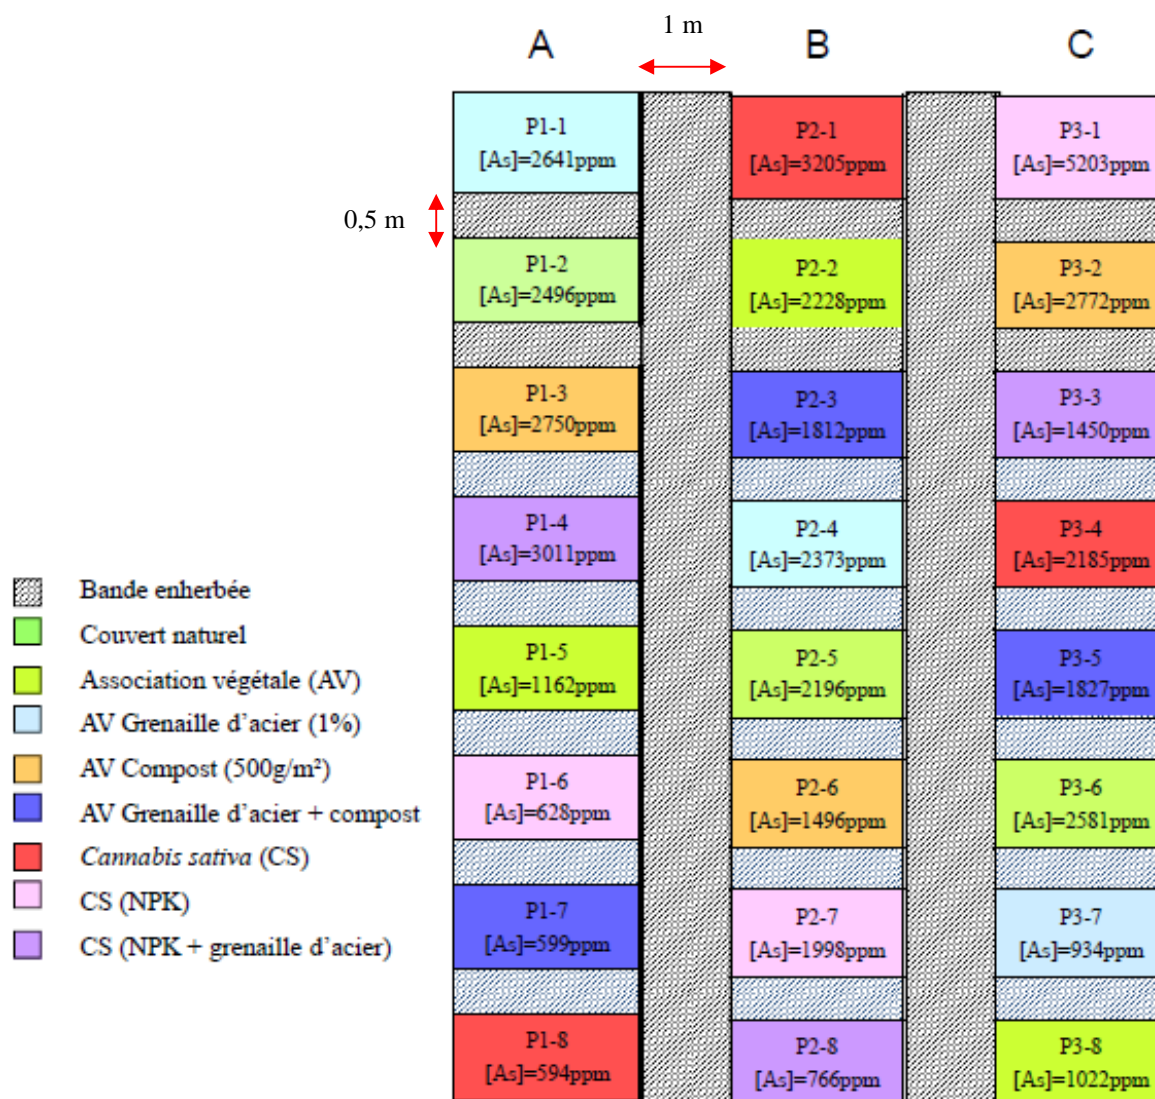 1 m
A
B
C
0,5 m
P1-1
[As]=2641ppm
P1-2
[As]=2496ppm
P1-3
[As]=2750ppm
P1-4
[As]=3011ppm
P1-5
[As]=1162ppm
P1-6
[As]=628ppm
P1-7
[As]=599ppm
P1-8
[As]=594ppm
P2-1
[As]=3205ppm
P2-2
[As]=2228ppm
P2-3
[As]=1812ppm
P2-4
[As]=2373ppm
P2-5
[As]=2196ppm
P2-6
[As]=1496ppm
P2-7
[As]=1998ppm
P2-8
[As]=766ppm
P3-1
[As]=5203ppm
P3-2
[As]=2772ppm
P3-3
[As]=1450ppm
P3-4
[As]=2185ppm
P3-5
[As]=1827ppm
P3-6
[As]=2581ppm
P3-7
[As]=934ppm
P3-8
[As]=1022ppm
Bande enherbée
Couvert naturel
Association végétale (AV)
AV Grenaille d'acier (1%)
AV Compost (500g/m²)
AV Grenaille d'acier + compost
Cannabis sativa (CS)
CS (NPK)
CS (NPK + grenaille d'acier)